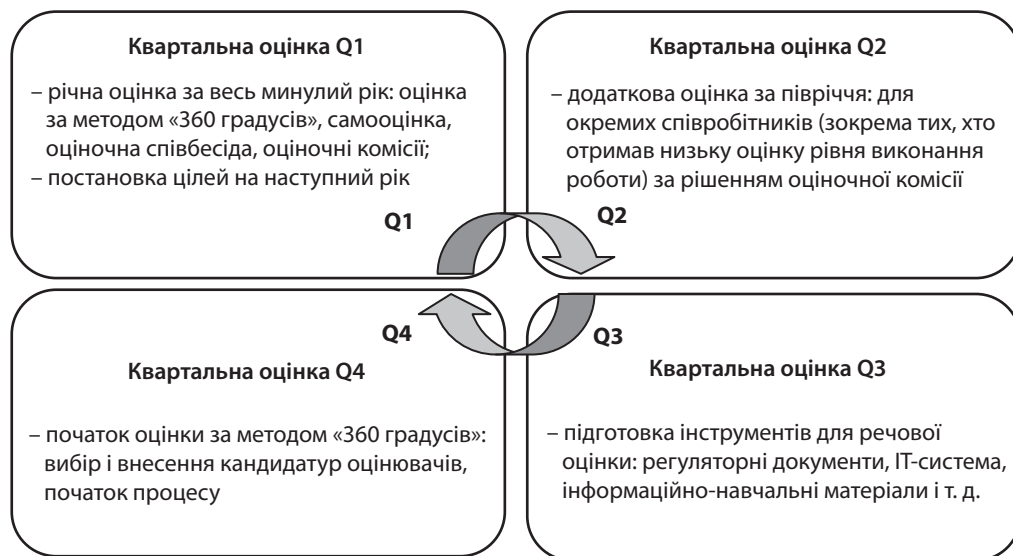 Квартальна оцінка Q1
– річна оцінка за весь минулий рік: оцінка
за методом «360 градусів», самооцінка,
оціночна співбесіда, оціночні комісії;
– постановка цілей на наступний рік
Q1
Квартальна оцінка Q2
– додаткова оцінка за півріччя: для
окремих співробітників (зокрема тих, хто
отримав низьку оцінку рівня виконання
роботи) за рішенням оціночної комісії
Q2
Q4
Квартальна оцінка Q4
– початок оцінки за методом «360 градусів»:
вибір і внесення кандидатур оцінювачів,
початок процесу
Q3
Квартальна оцінка Q3
– підготовка інструментів для речової
оцінки: регуляторні документи, ІТ-система,
інформаційно-навчальні матеріали і т. д.